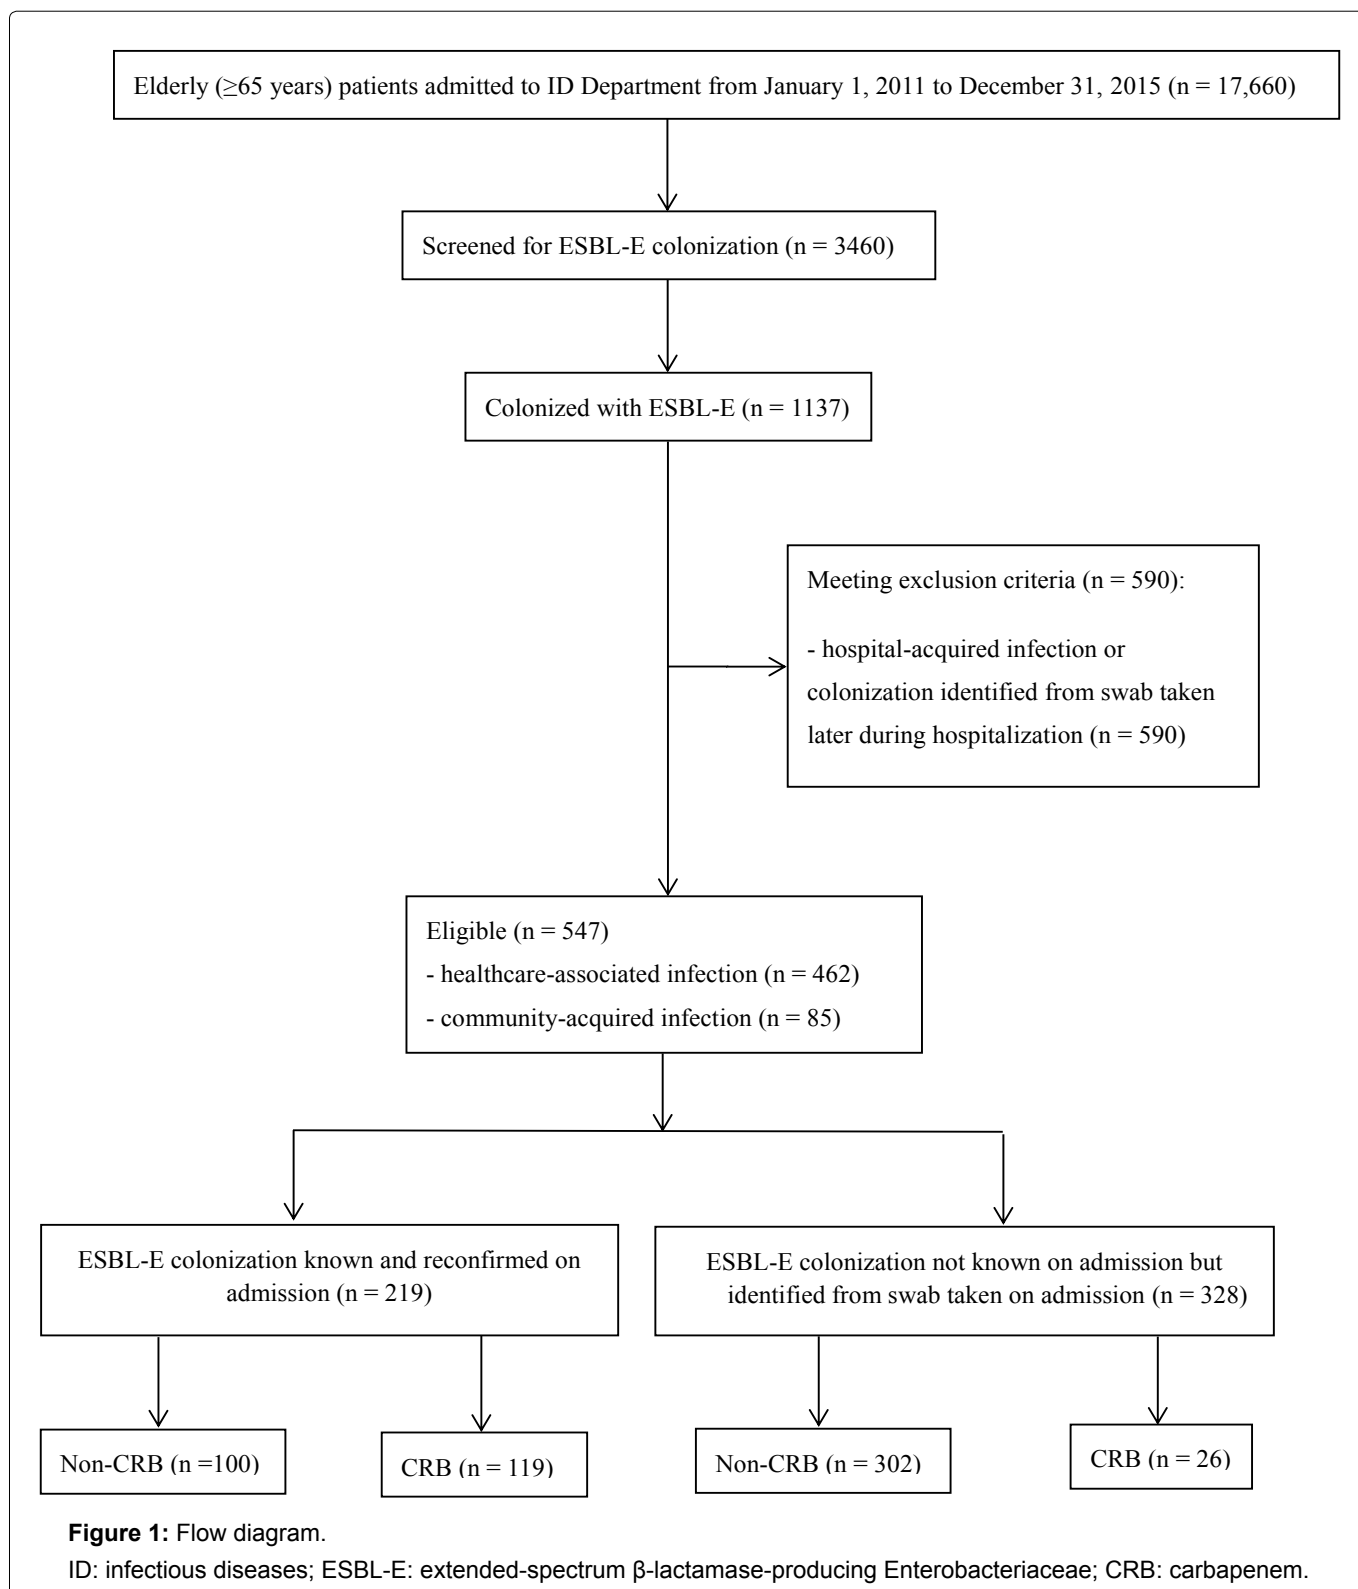 Elderly (≥65 years) patients admitted to ID Department from January 1, 2011 to December 31, 2015 (n = 17,660)
Screened for ESBL-E colonization (n = 3460)
Colonized with ESBL-E (n = 1137)
Meeting exclusion criteria (n = 590):
- hospital-acquired infection or
colonization identified from swab taken
later during hospitalization (n = 590)
Eligible (n = 547)
- healthcare-associated infection (n = 462)
- community-acquired infection (n = 85)
ESBL-E colonization known and reconfirmed on
admission (n = 219)
ESBL-E colonization not known on admission but
identified from swab taken on admission (n = 328)
Non-CRB (n =100)
CRB (n = 119)
Non-CRB (n = 302)
CRB (n = 26)
Figure 1: Flow diagram.
ID: infectious diseases; ESBL-E: extended-spectrum β-lactamase-producing Enterobacteriaceae; CRB: carbapenem.